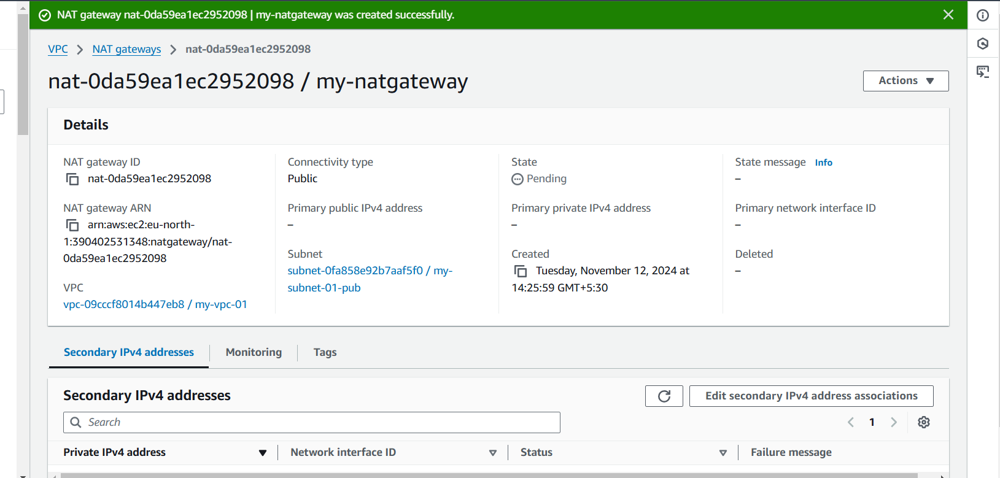 NAT gateway nat-0da59ea1ec2952098 | my-natgateway was created successfully.
VPC > NAT gateways > nat-0da59ea1ec2952098
nat-0da59ea1ec2952098 / my-natgateway
Actions
Details
NAT gateway ID
nat-0da59ea1ec2952098
Connectivity type
Public
State
Pending
State message Info
–
NAT gateway ARN
arn:aws:ec2:eu-north-
1:390402531348:natgateway/nat-
0da59ea1ec2952098
Primary public IPv4 address
–
Primary private IPv4 address
–
Primary network interface ID
–
VPC
vpc-09cccf8014b447eb8 / my-vpc-01
Subnet
subnet-0fa858e92b7aaf5f0 / my-
subnet-01-pub
Created
Tuesday, November 12, 2024 at
14:25:59 GMT+5:30
Deleted
–
Secondary IPv4 addresses
Monitoring
Tags
Secondary IPv4 addresses
Edit secondary IPv4 address associations
Search
1
Private IPv4 address
Network interface ID
Status
Failure message